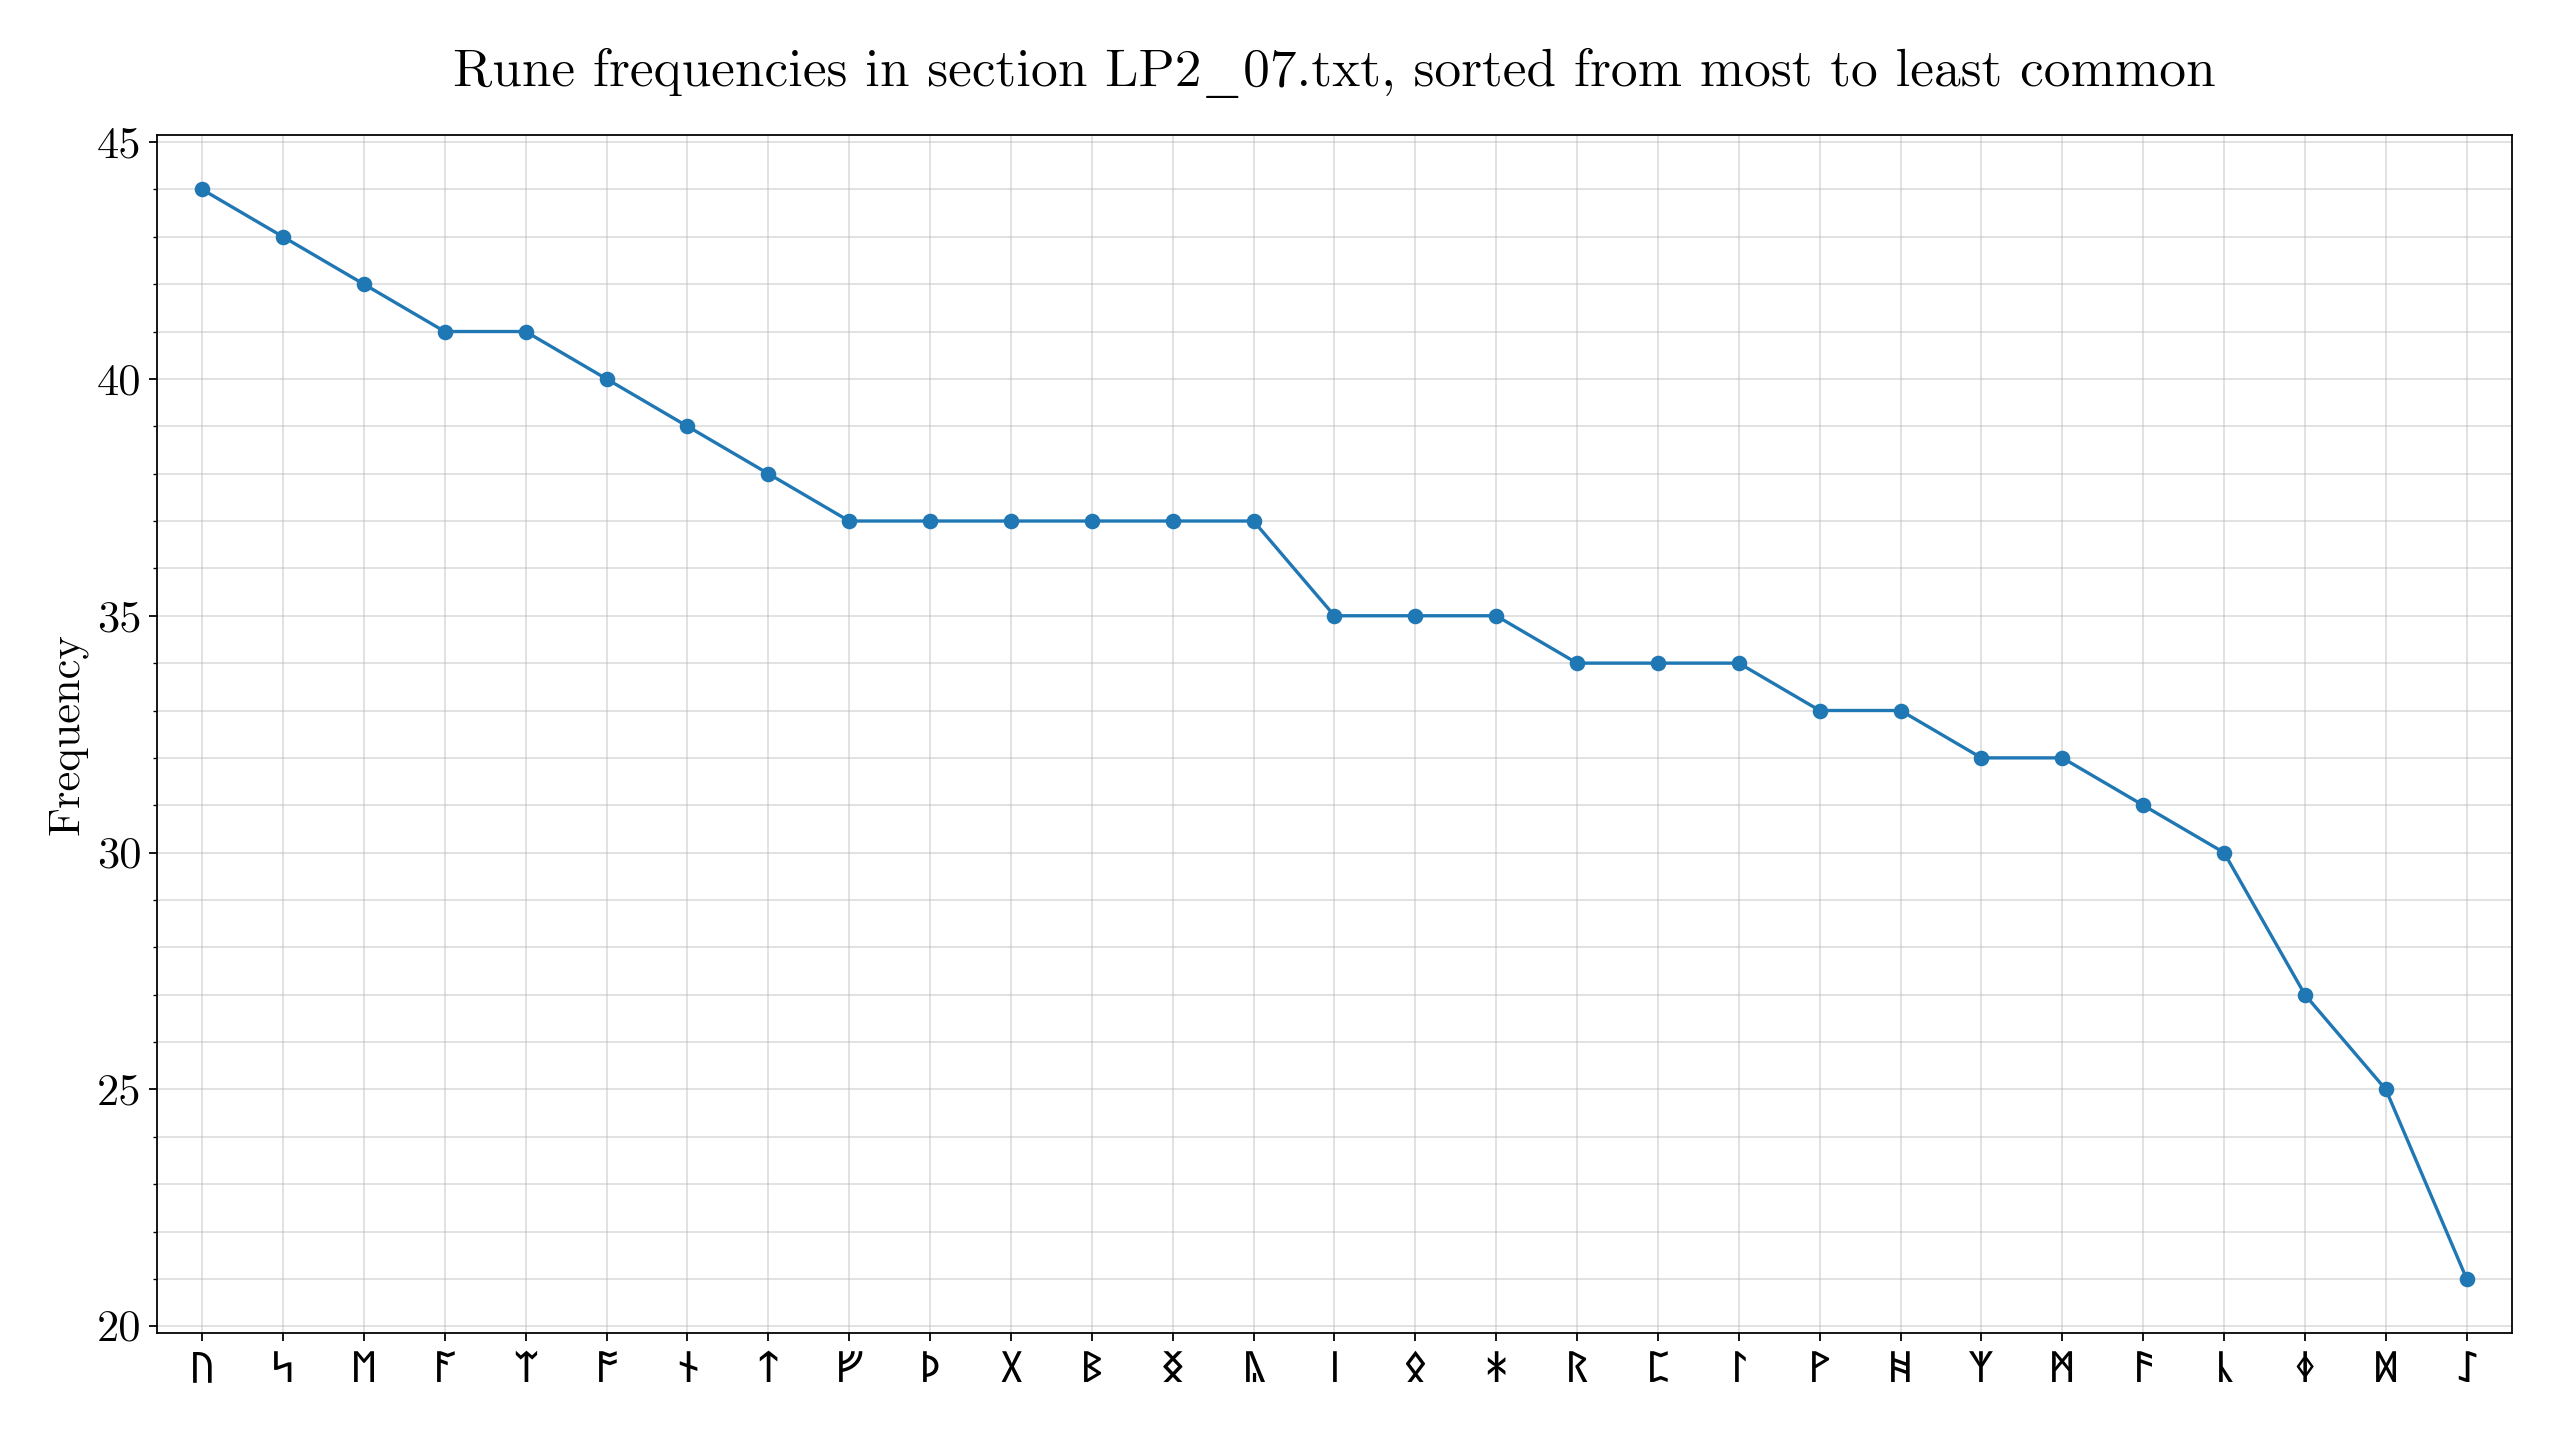 Rune frequencies in section LP2_07.txt, sorted from most to least common
45
40
35
30
25
20
Frequency
ᚢ ᛋ ᛖ ᚪ ᛠ ᚩ ᚾ ᛏ ᚠ ᚦ ᚷ ᛒ ᛝ ᚣ ᛁ ᛟ ᛡ ᚱ ᛈ ᛚ ᚹ ᚻ ᛉ ᛗ ᚫ ᚳ ᛄ ᛞ ᛇ